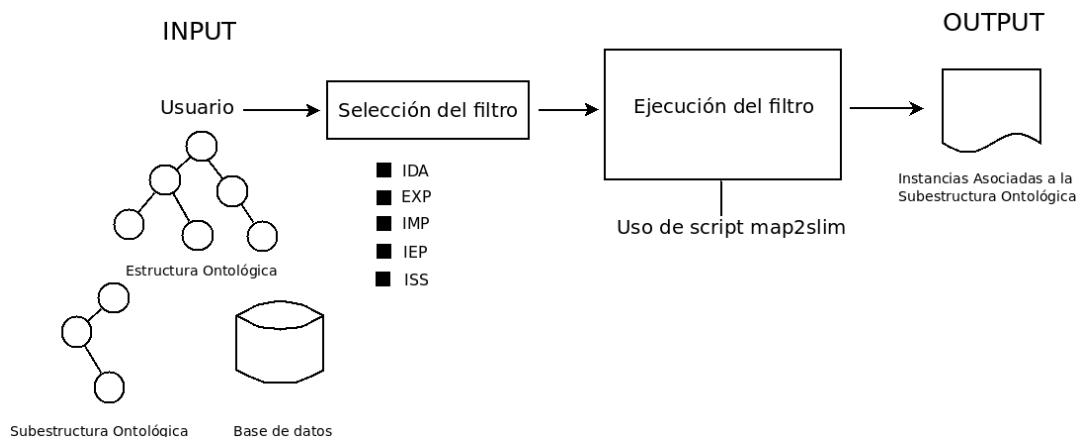 INPUT
OUTPUT
Usuario
Selección del filtro
Ejecución del filtro
IDA
EXP
IMP
IEP
ISS
Uso de script map2slim
Instancias Asociadas a la
Subestructura Ontológica
Estructura Ontológica
Subestructura Ontológica
Base de datos